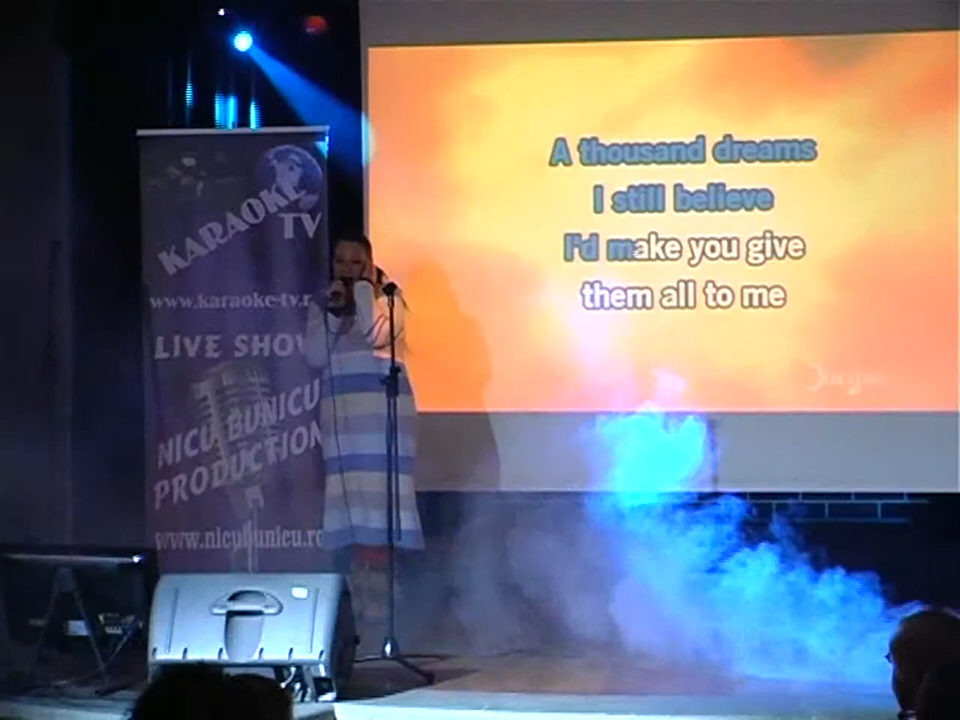 KARAOKE
TV
www.karaoke-tv.r
LIVE SHOW
NICU BUNICU
PRODUCTION
www.nicubunicu.ro
A thousand dreams
I still believe
I'd make you give
them all to me